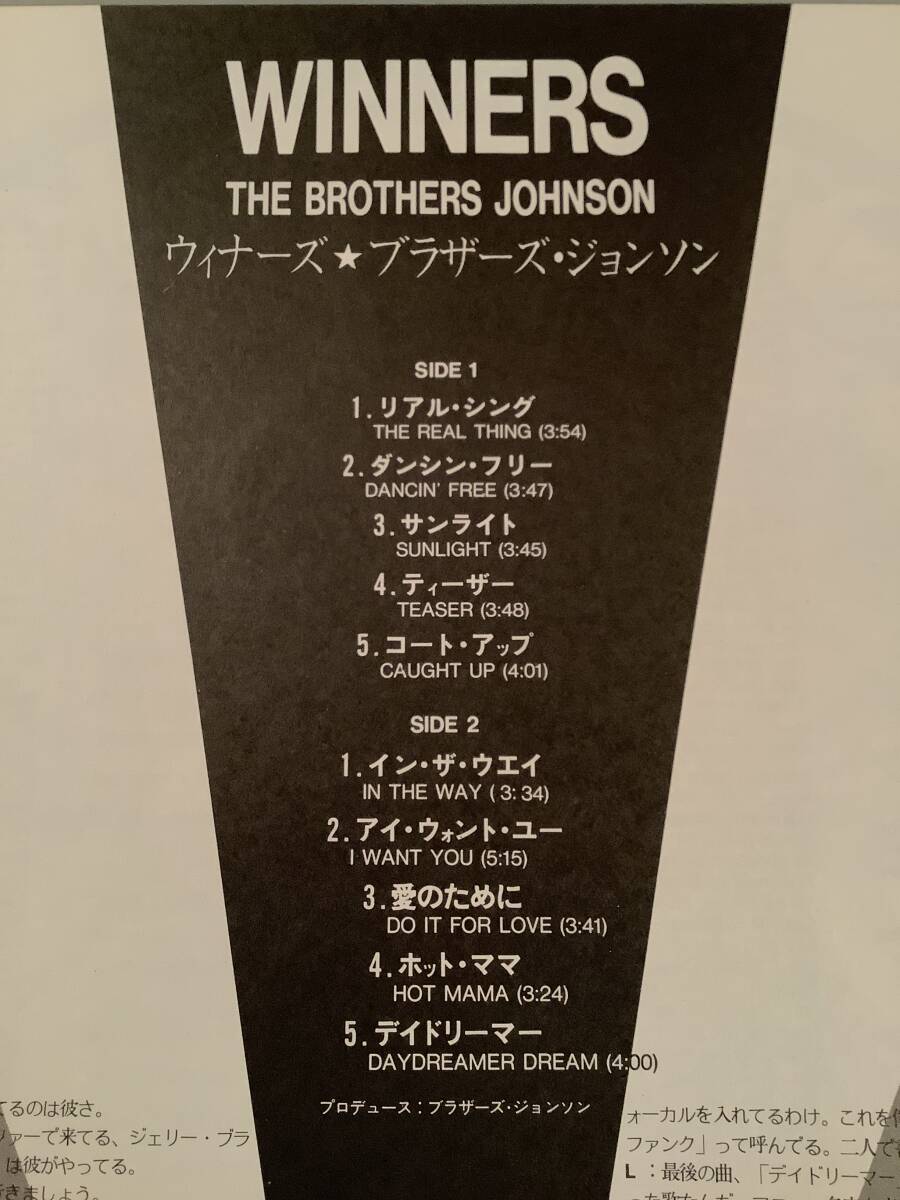 WINNERS
THE BROTHERS JOHNSON
ウィナーズ★ブラザーズ・ジョンソン
SIDE 1
1.リアル・シング
THE REAL THING (3:54)
2.ダンシン・フリー
DANCIN' FREE (3:47)
3.サンライト
SUNLIGHT (3:45)
4.ティーザー
TEASER (3:48)
5.コート・アップ
CAUGHT UP (4:01)
SIDE 2
1.イン・ザ・ウエイ
IN THE WAY ( 3:34)
2.アイ・ウォント・ユー
I WANT YOU (5:15)
3.愛のために
DO IT FOR LOVE (3:41)
4.ホット・ママ
HOT MAMA (3:24)
5.デイドリーマー
DAYDREAMER DREAM (4:00)
プロデュース:ブラザーズ・ジョンソン
てるのは彼さ。
ファーで来てる、ジェリー・ブラ
は彼がやってる。
行きましょう。
ォーカルを入れてるわけ。これを
ファンク」って呼んでる。二人で
L:最後の曲、「デイドリーマー